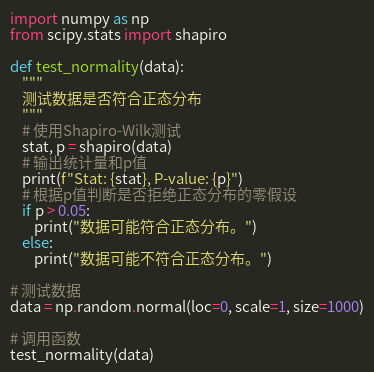 import numpy as np
from scipy.stats import shapiro

def test_normality(data):
    """
    测试数据是否符合正态分布
    """
    # 使用Shapiro-Wilk测试
    stat, p = shapiro(data)
    # 输出统计量和p值
    print(f"Stat: {stat}, P-value: {p}")
    # 根据p值判断是否拒绝正态分布的零假设
    if p > 0.05:
        print("数据可能符合正态分布。")
    else:
        print("数据可能不符合正态分布。")

# 测试数据
data = np.random.normal(loc=0, scale=1, size=1000)

# 调用函数
test_normality(data)